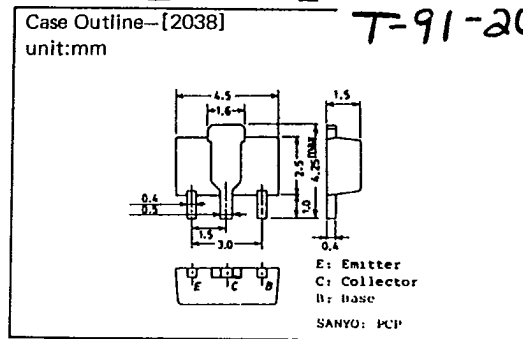 Case Outline—[2038]
unit:mm
T-91-20
4.5
1.6
1.5
2.5
4.25max
1.0
0.4
0.5
1.5
3.0
0.4
E C B
E: Emitter
C: Collector
B: Base
SANYO: PCP